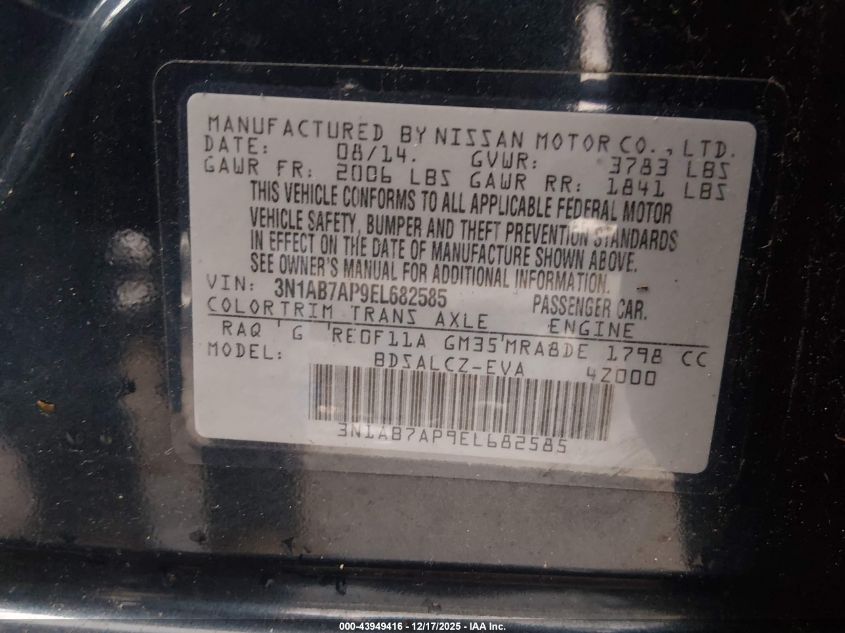 MANUFACTURED BY NISSAN MOTOR CO., LTD.
DATE: 08/14. GVWR: 3783 LBS
GAWR FR: 2006 LBS GAWR RR: 1841 LBS
THIS VEHICLE CONFORMS TO ALL APPLICABLE FEDERAL MOTOR
VEHICLE SAFETY, BUMPER AND THEFT PREVENTION STANDARDS
IN EFFECT ON THE DATE OF MANUFACTURE SHOWN ABOVE.
SEE OWNER'S MANUAL FOR ADDITIONAL INFORMATION.
VIN: 3N1AB7AP9EL682585 PASSENGER CAR.
COLOR TRIM TRANS AXLE ENGINE
RAQ G RE0F11A GM35 MRA8DE 1798 CC
MODEL: BDSALCZ-EVA 42000
3N1AB7AP9EL682585
000-43949416 - 12/17/2025 - IAA Inc.